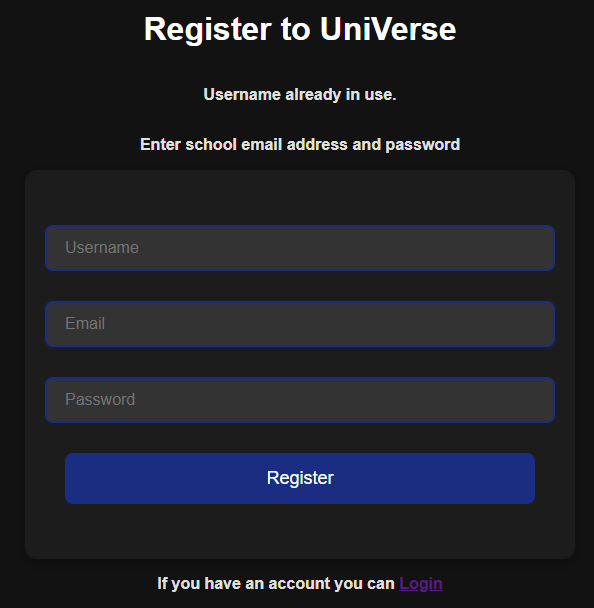 Register to UniVerse
Username already in use.
Enter school email address and password
Username
Email
Password
Register
If you have an account you can Login